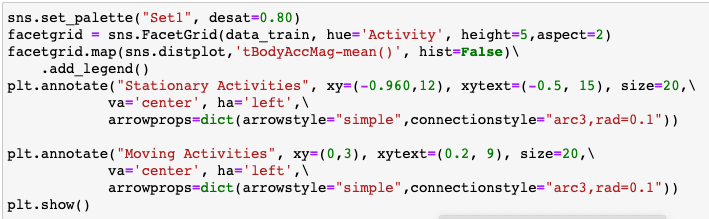 sns.set_palette("Set1", desat=0.80)
facetgrid = sns.FacetGrid(data_train, hue='Activity', height=5,aspect=2)
facetgrid.map(sns.distplot,'tBodyAccMag-mean()', hist=False)\
    .add_legend()
plt.annotate("Stationary Activities", xy=(-0.960,12), xytext=(-0.5, 15), size=20,\
            va='center', ha='left',\
            arrowprops=dict(arrowstyle="simple",connectionstyle="arc3,rad=0.1"))

plt.annotate("Moving Activities", xy=(0,3), xytext=(0.2, 9), size=20,\
            va='center', ha='left',\
            arrowprops=dict(arrowstyle="simple",connectionstyle="arc3,rad=0.1"))
plt.show()